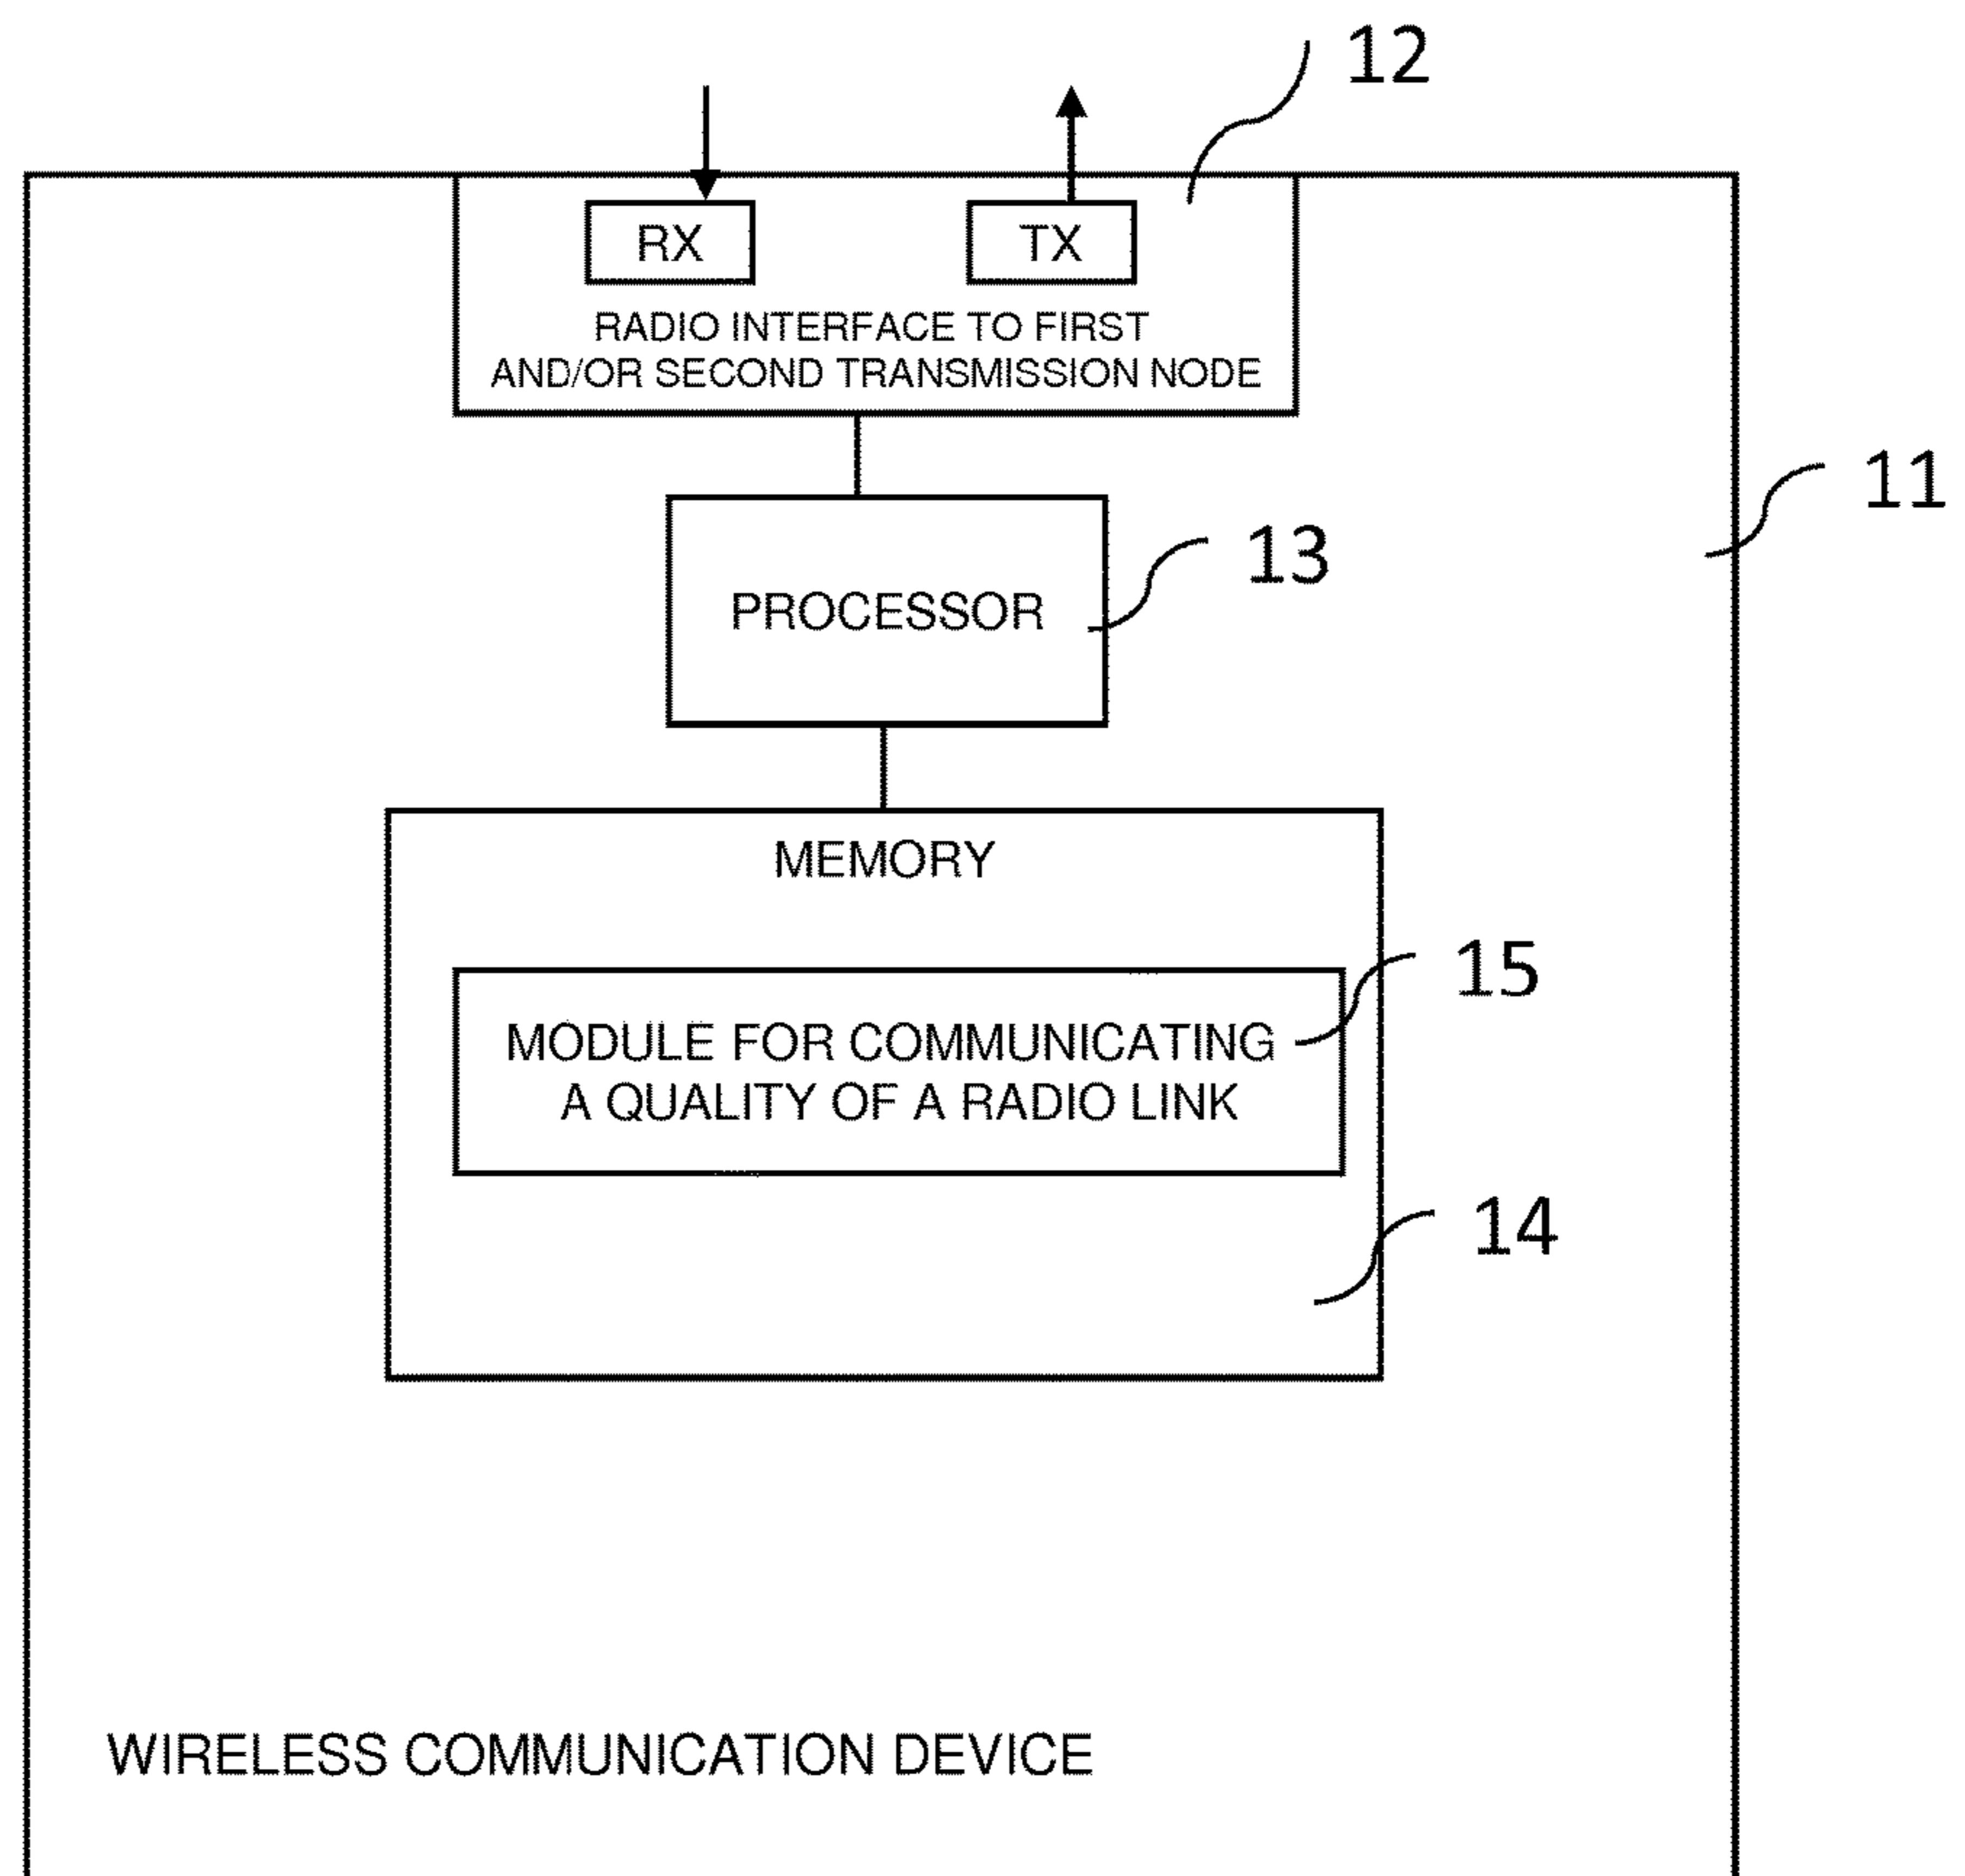 12
RX
TX
RADIO INTERFACE TO FIRST
AND/OR SECOND TRANSMISSION NODE
11
13
PROCESSOR
MEMORY
15
MODULE FOR COMMUNICATING
A QUALITY OF A RADIO LINK
14
WIRELESS COMMUNICATION DEVICE